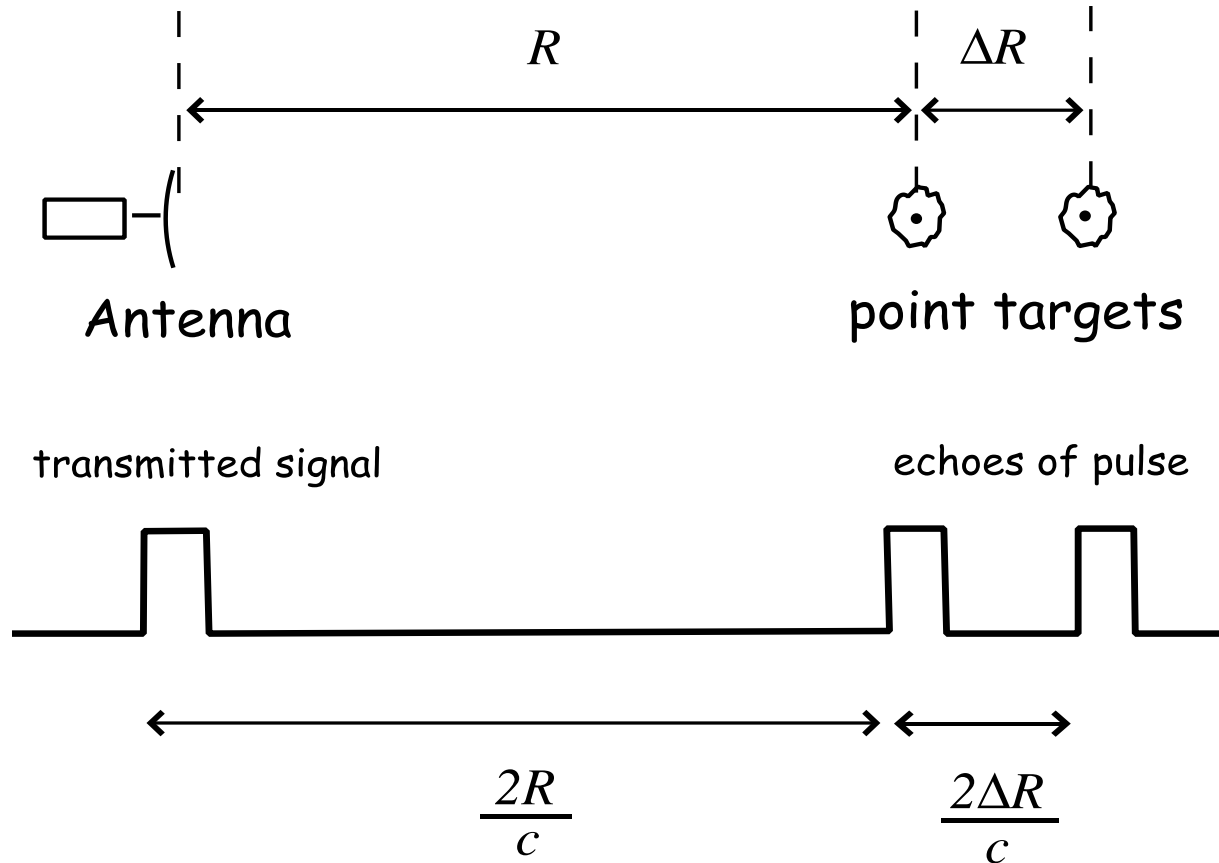 R ΔR
Antenna point targets
transmitted signal echoes of pulse
2R/c 2ΔR/c